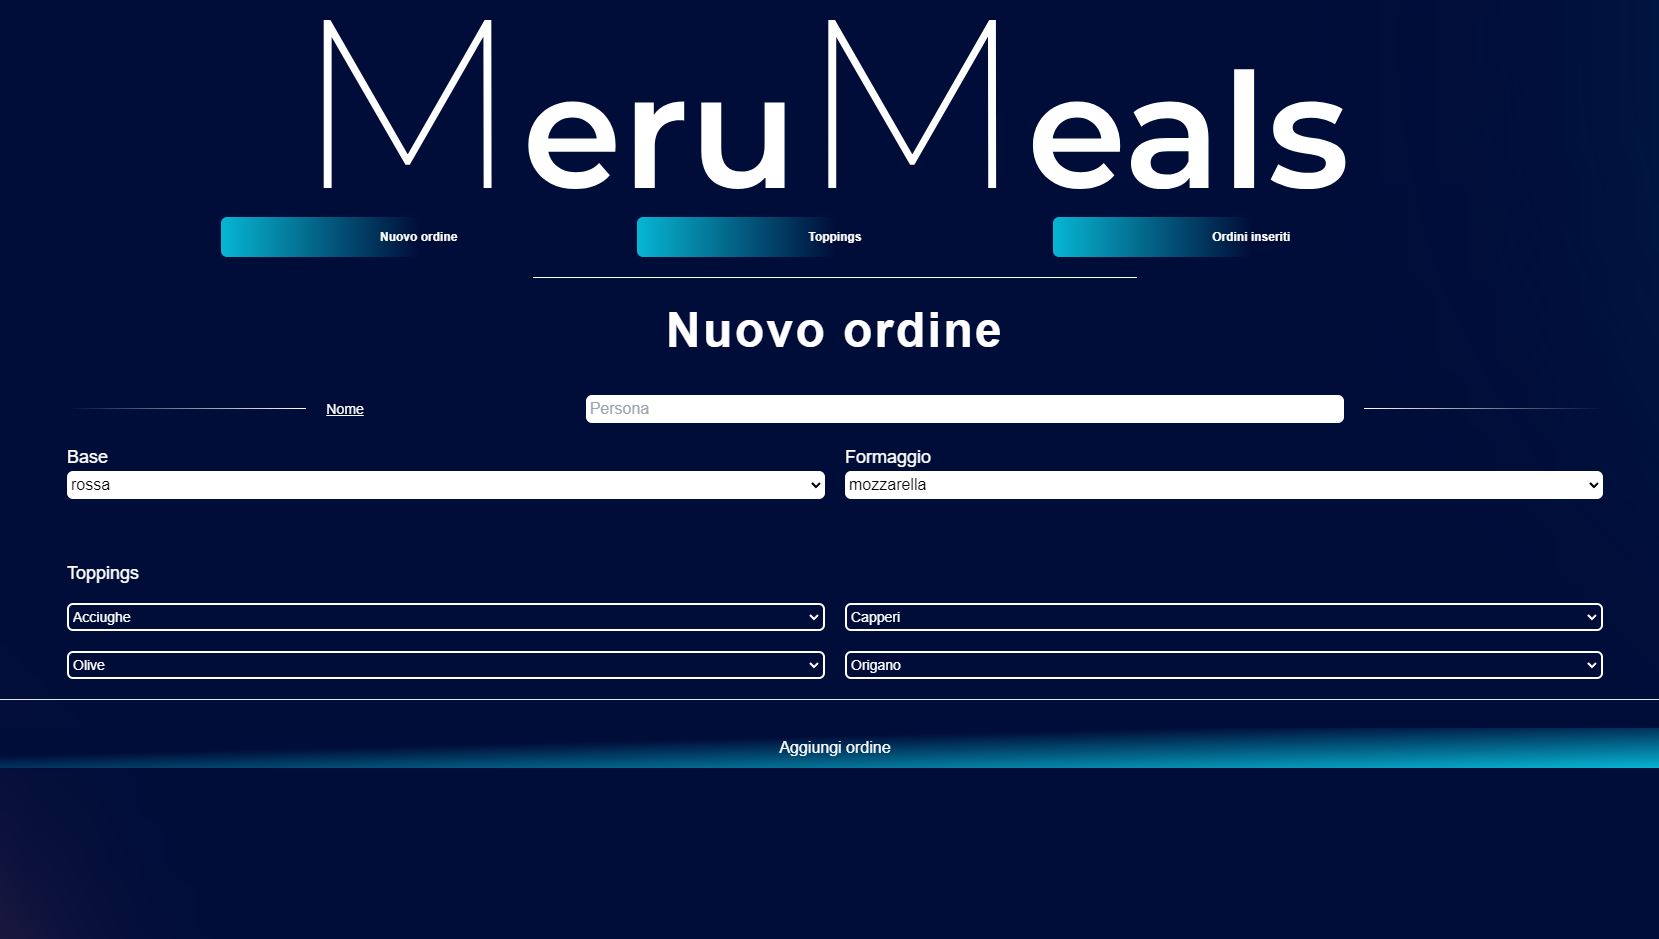 MeruMeals
Nuovo ordine
Toppings
Ordini inseriti
Nuovo ordine
Nome
Persona
Base
Formaggio
rossa
mozzarella
Toppings
Acciughe
Capperi
Olive
Origano
Aggiungi ordine